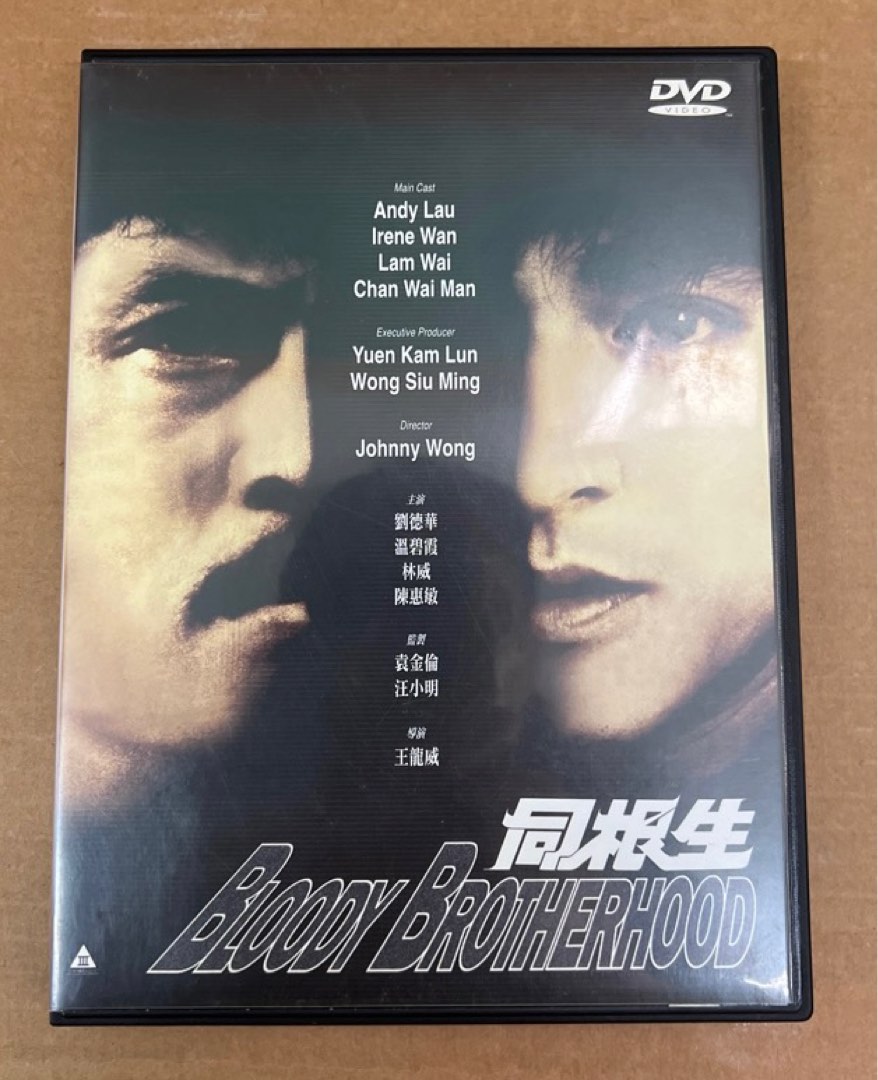 DVD
VIDEO
Main Cast
Andy Lau
Irene Wan
Lam Wai
Chan Wai Man
Executive Producer
Yuen Kam Lun
Wong Siu Ming
Director
Johnny Wong
主演
劉德華
溫碧霞
林威
陳惠敏
監製
袁金倫
汪小明
導演
王龍威
同根生
BLOODY BROTHERHOOD
III